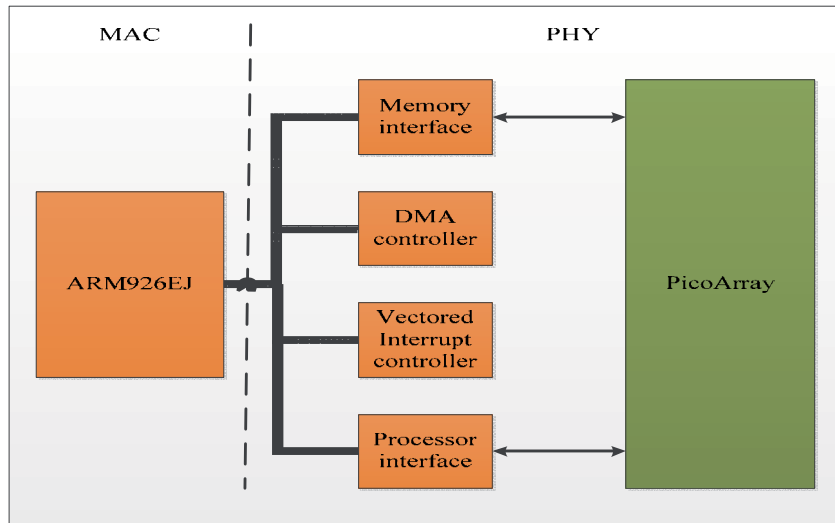 MAC
PHY
Memory
interface
DMA
controller
ARM926EJ
PicoArray
Vectored
Interrupt
controller
Processor
interface